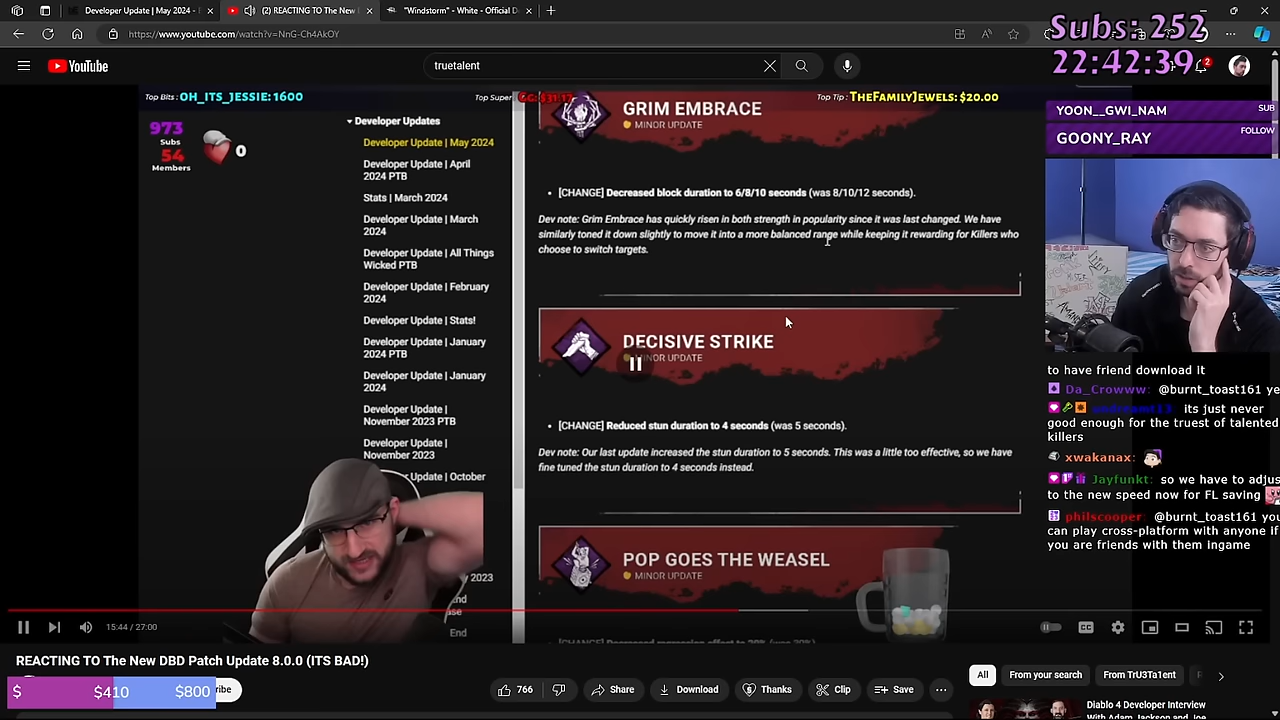 Developer Update | May 2024 -
(2) REACTING TO The New
"Windstorm" - White - Official D
https://www.youtube.com/watch?v=NnG-Ch4AkOY
Subs: 252
22:42:39
YouTube
truetalent
2
Top Bits: OH_ITS_JESSIE: 1600
Top Super
Top Tip: THEFAMILYJEWELS: $20.00
973
Subs
54
Members
0
Developer Updates
Developer Update | May 2024
Developer Update | April
2024 PTB
Stats | March 2024
Developer Update | March
2024
Developer Update | All Things
Wicked PTB
Developer Update | February
2024
Developer Update | Stats!
Developer Update | January
2024 PTB
Developer Update | January
2024
Developer Update |
November 2023 PTB
Developer Update |
November 2023
Update | October
2023
End
GRIM EMBRACE
MINOR UPDATE
• [CHANGE] Decreased block duration to 6/8/10 seconds (was 8/10/12 seconds).
Dev note: Grim Embrace has quickly risen in both strength in popularity since it was last changed. We have
similarly toned it down slightly to move it into a more balanced range while keeping it rewarding for Killers who
choose to switch targets.
DECISIVE STRIKE
MINOR UPDATE
• [CHANGE] Reduced stun duration to 4 seconds (was 5 seconds).
Dev note: Our last update increased the stun duration to 5 seconds. This was a little too effective, so we have
fine tuned the stun duration to 4 seconds instead.
POP GOES THE WEASEL
MINOR UPDATE
YOON__GWI_NAM
SUB
GOONY_RAY
FOLLOW
to have friend download it
Da_Crowww: @burnt_toast161 ye
its just never
good enough for the truest of talented
killers
xwakanax:
Jayfunkt: so we have to adjus
to the new speed now for FL saving
philscooper: @burnt_toast161 you
can play cross-platform with anyone if
you are friends with them ingame
15:44 / 27:00
REACTING TO The New DBD Patch Update 8.0.0 (ITS BAD!)
$ $410 $800
ribe
766
Share
Download
Thanks
Clip
Save
All
From your search
From TrU3Ta1ent
Diablo 4 Developer Interview
With Adam Jackson and Joe